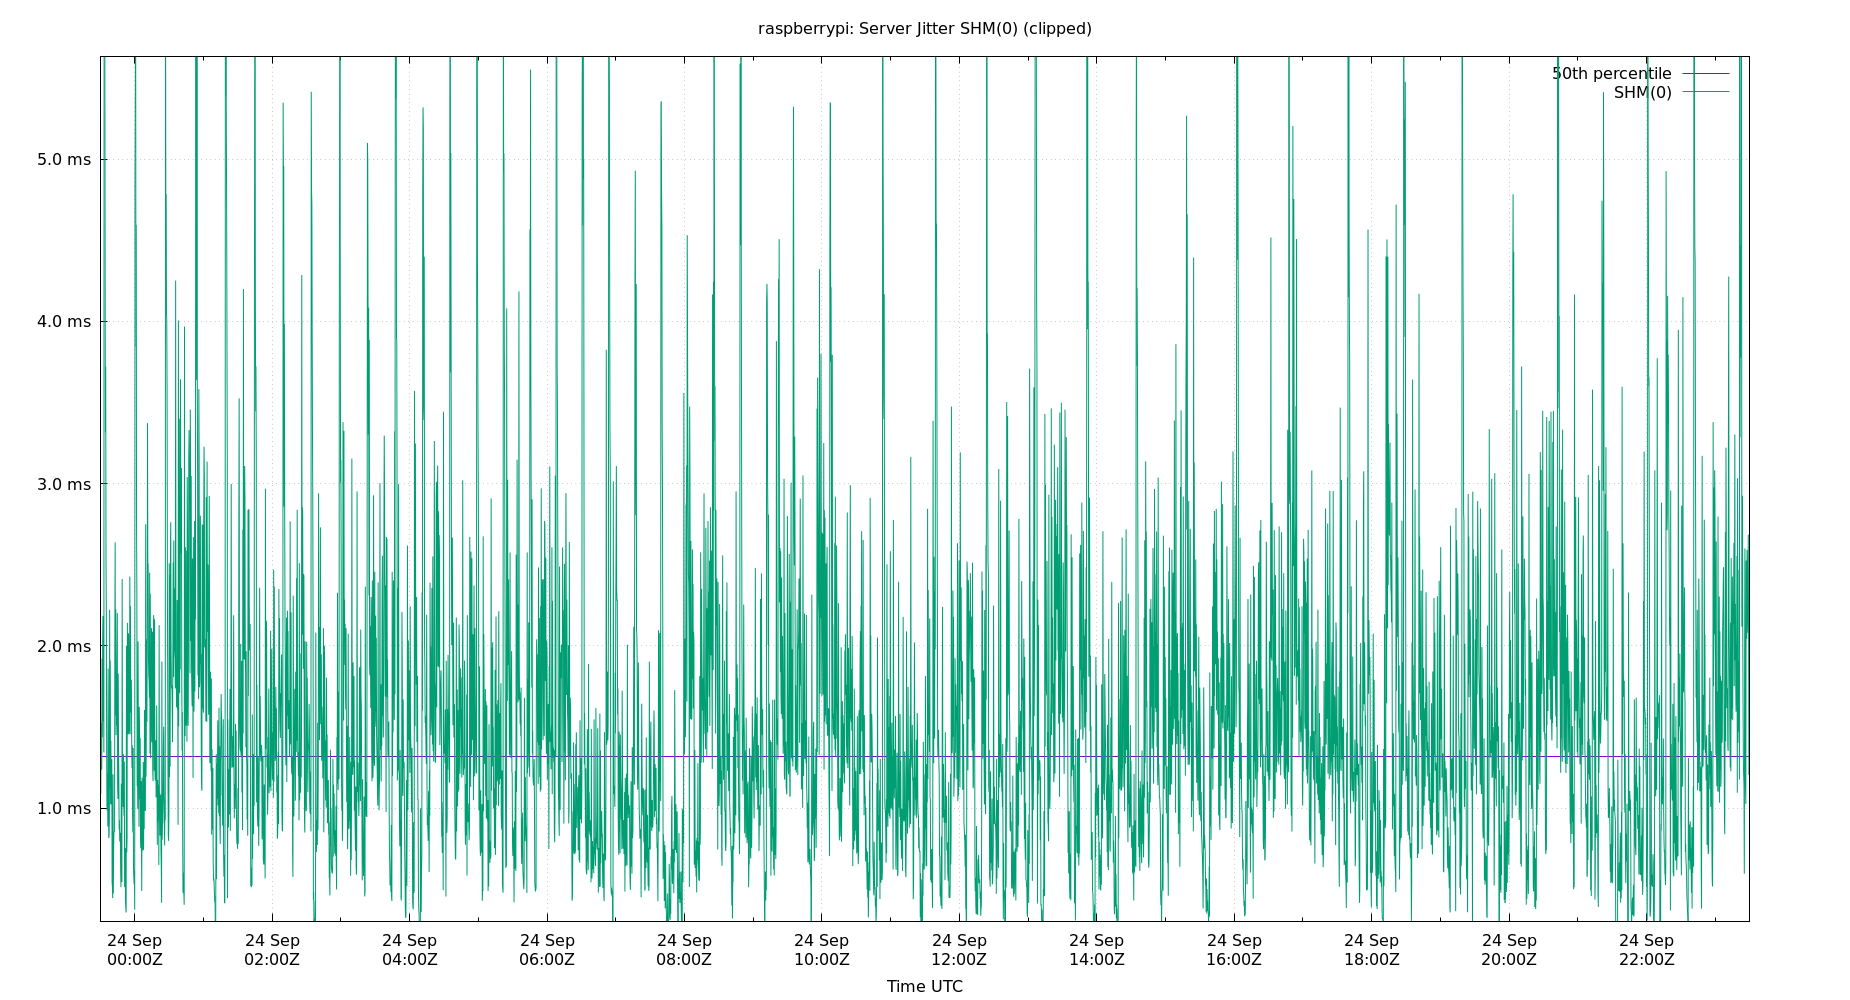 raspberrypi: Server Jitter SHM(0) (clipped)
50th percentile
SHM(0)
5.0 ms
4.0 ms
3.0 ms
2.0 ms
1.0 ms
24 Sep 24 Sep 24 Sep 24 Sep 24 Sep 24 Sep 24 Sep 24 Sep 24 Sep 24 Sep 24 Sep 24 Sep
00:00Z 02:00Z 04:00Z 06:00Z 08:00Z 10:00Z 12:00Z 14:00Z 16:00Z 18:00Z 20:00Z 22:00Z
Time UTC